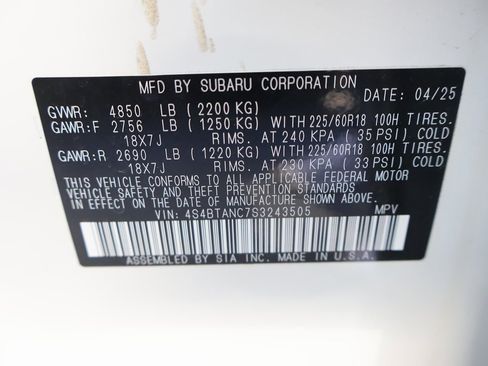 MFD BY SUBARU CORPORATION DATE: 04/25
GVWR: 4850 LB (2200 KG)
GAWR:F 2756 LB (1250 KG) WITH 225/60R18 100H TIRES.
18X7J RIMS. AT 240 KPA (35 PSI) COLD
GAWR:R 2690 LB (1220 KG) WITH 225/60R18 100H TIRES.
18X7J RIMS. AT 230 KPA (33 PSI) COLD
THIS VEHICLE CONFORMS TO ALL APPLICABLE FEDERAL MOTOR
VEHICLE SAFETY AND THEFT PREVENTION STANDARDS
IN EFFECT ON THE DATE OF MANUFACTURE SHOWN ABOVE.
VIN: 4S4BTANC7S3243505 MPV
ASSEMBLED BY SIA INC. MADE IN U.S.A.